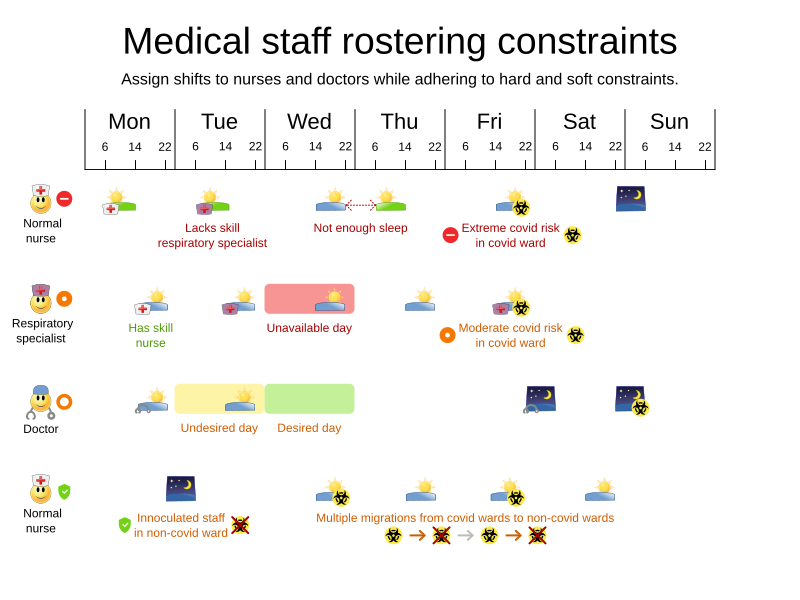 Medical staff rostering constraints
Assign shifts to nurses and doctors while adhering to hard and soft constraints.
Mon Tue Wed Thu Fri Sat Sun
6 14 22 6 14 22 6 14 22 6 14 22 6 14 22 6 14 22 6 14 22
Normal
nurse
Lacks skill
respiratory specialist
Not enough sleep
Extreme covid risk
in covid ward
Respiratory
specialist
Has skill
nurse
Unavailable day
Moderate covid risk
in covid ward
Doctor
Undesired day
Desired day
Normal
nurse
Innoculated staff
in non-covid ward
Multiple migrations from covid wards to non-covid wards